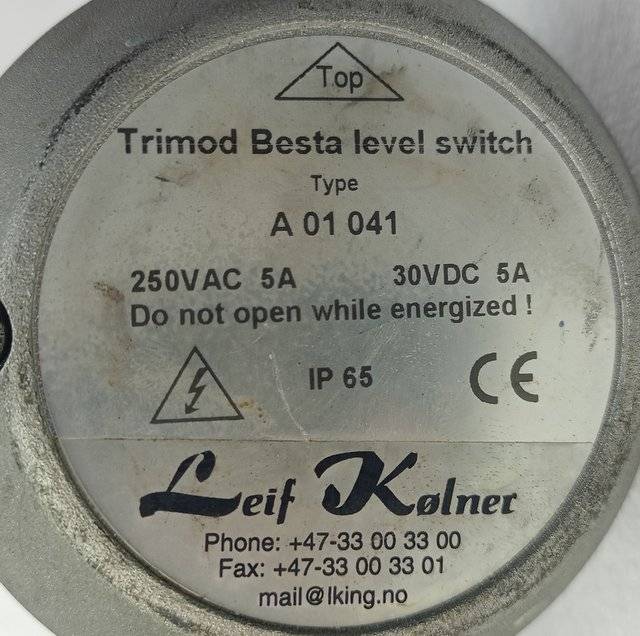 Top
Trimod Besta level switch
Type
A 01 041
250VAC 5A 30VDC 5A
Do not open while energized !
IP 65 CE
Leif Kølner
Phone: +47-33 00 33 00
Fax: +47-33 00 33 01
mail@lking.no